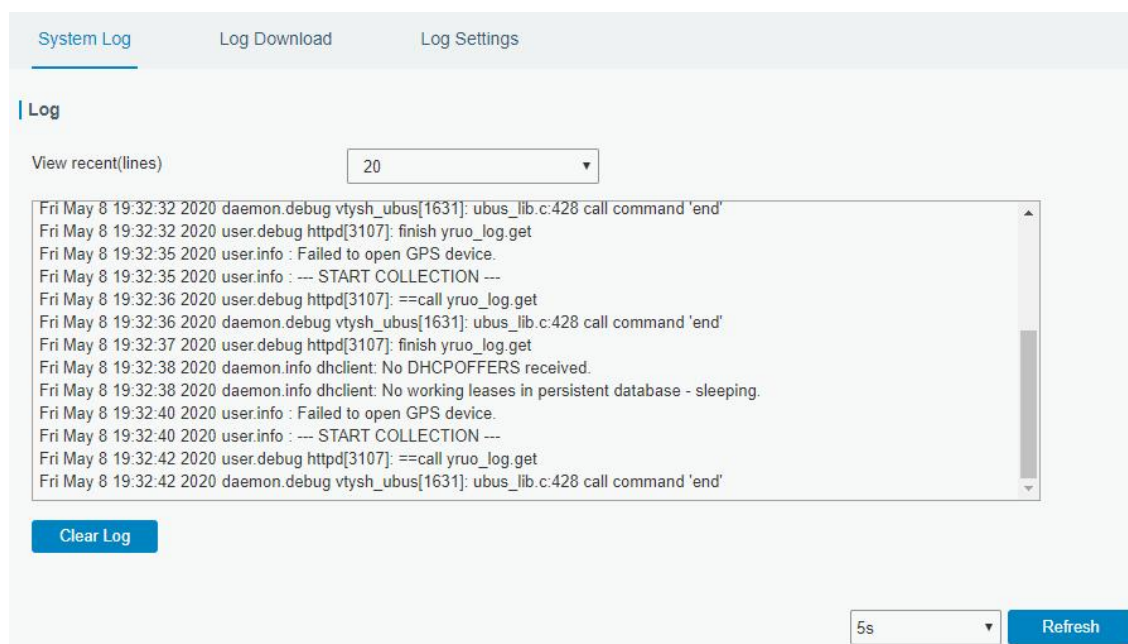 System Log Log Download Log Settings
Log
View recent(lines) 20
Fri May 8 19:32:32 2020 daemon.debug vtysh_ubus[1631]: ubus_lib.c:428 call command 'end'
Fri May 8 19:32:32 2020 user.debug httpd[3107]: finish yruo_log.get
Fri May 8 19:32:35 2020 user.info : Failed to open GPS device.
Fri May 8 19:32:35 2020 user.info : --- START COLLECTION ---
Fri May 8 19:32:36 2020 user.debug httpd[3107]: ==call yruo_log.get
Fri May 8 19:32:36 2020 daemon.debug vtysh_ubus[1631]: ubus_lib.c:428 call command 'end'
Fri May 8 19:32:37 2020 user.debug httpd[3107]: finish yruo_log.get
Fri May 8 19:32:38 2020 daemon.info dhclient: No DHCPOFFERS received.
Fri May 8 19:32:38 2020 daemon.info dhclient: No working leases in persistent database - sleeping.
Fri May 8 19:32:40 2020 user.info : Failed to open GPS device.
Fri May 8 19:32:40 2020 user.info : --- START COLLECTION ---
Fri May 8 19:32:42 2020 user.debug httpd[3107]: ==call yruo_log.get
Fri May 8 19:32:42 2020 daemon.debug vtysh_ubus[1631]: ubus_lib.c:428 call command 'end'
Clear Log
5s Refresh